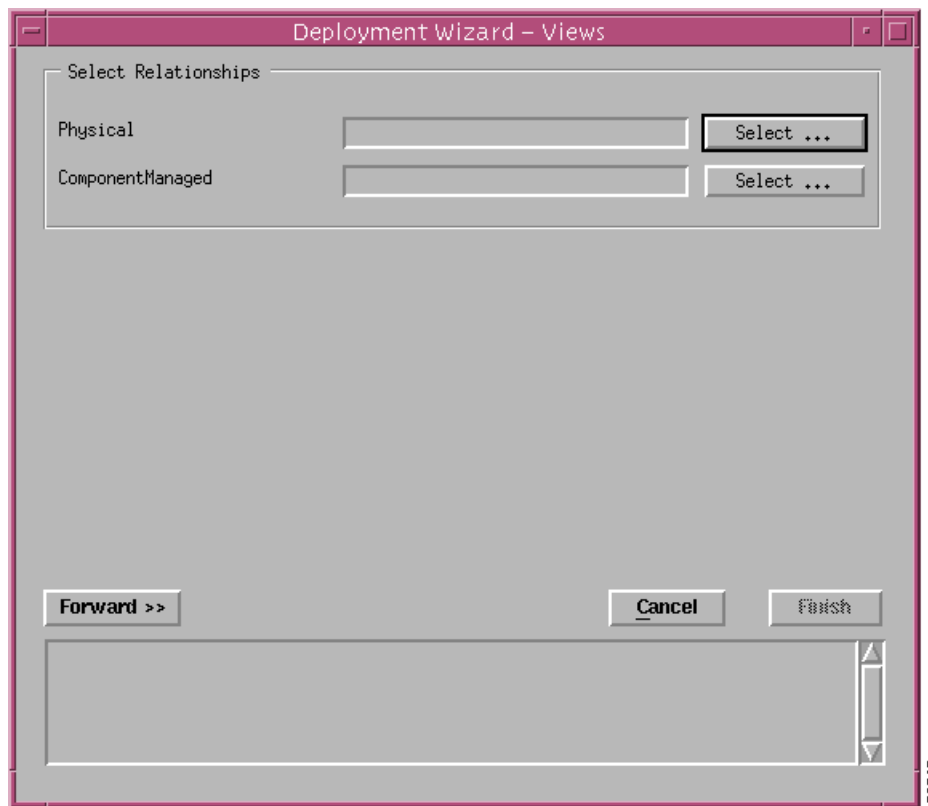 Deployment Wizard – Views
Select Relationships
Physical
Select ...
ComponentManaged
Select ...
Forward >>
Cancel
Finish